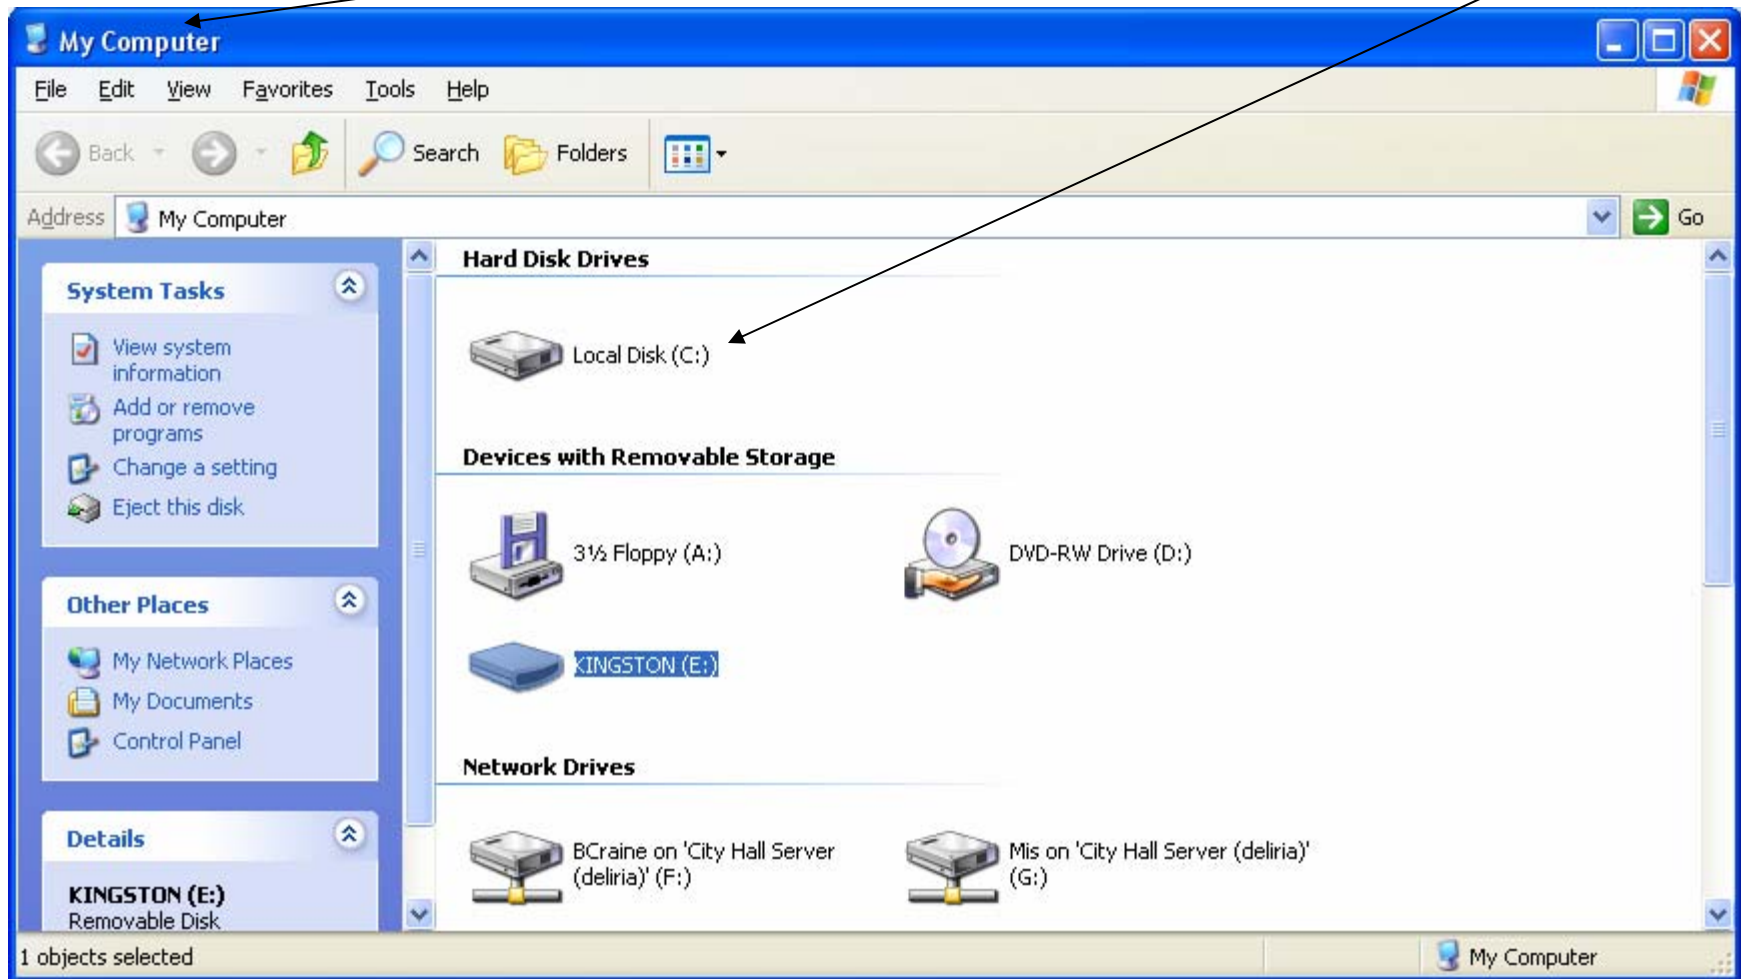 My Computer
File Edit View Favorites Tools Help
Back Search Folders
Address My Computer Go
System Tasks
View system
information
Add or remove
programs
Change a setting
Eject this disk
Other Places
My Network Places
My Documents
Control Panel
Details
KINGSTON (E:)
Removable Disk
Hard Disk Drives
Local Disk (C:)
Devices with Removable Storage
3½ Floppy (A:)
DVD-RW Drive (D:)
KINGSTON (E:)
Network Drives
BCraine on 'City Hall Server
(deliria)' (F:)
Mis on 'City Hall Server (deliria)'
(G:)
1 objects selected
My Computer